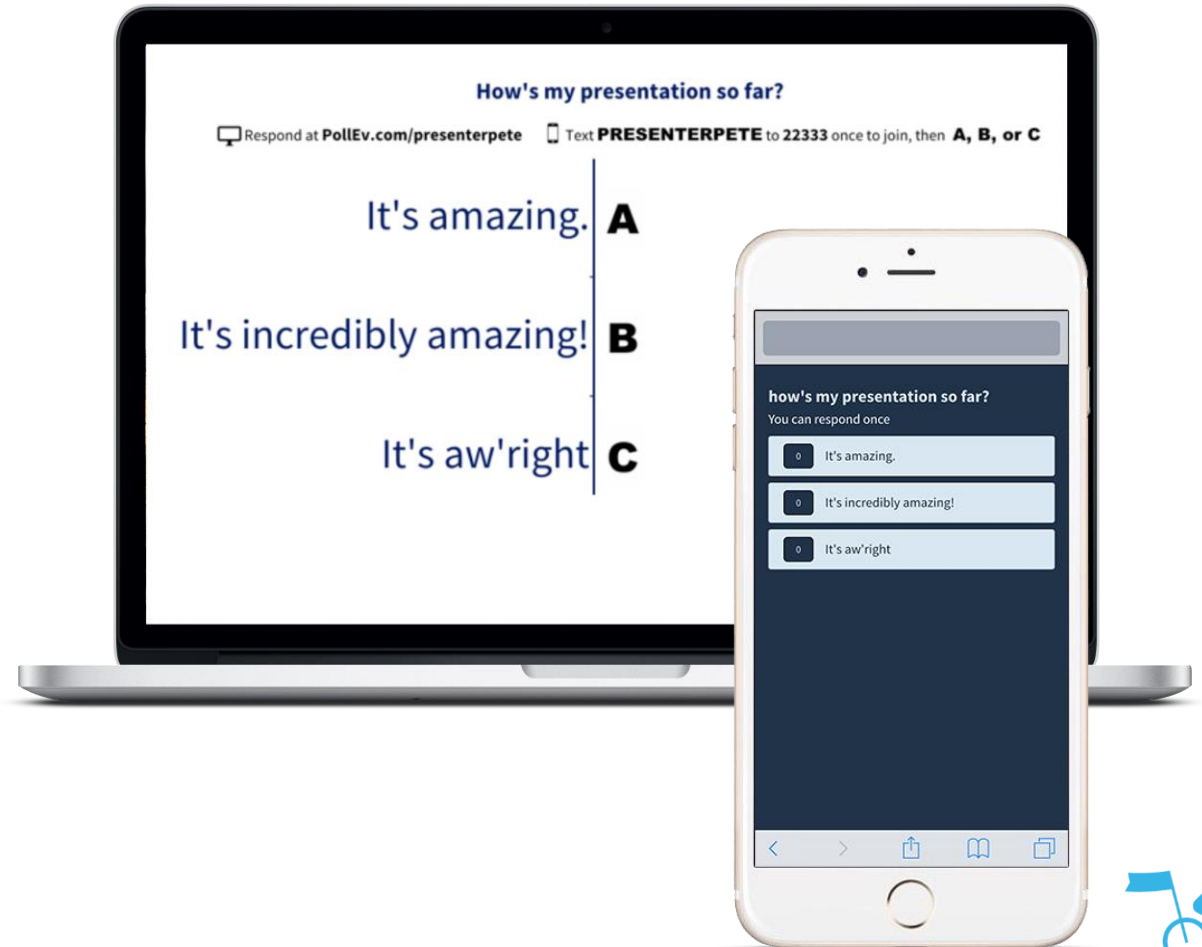 How's my presentation so far?
Respond at PollEv.com/presenterpete Text PRESENTERPETE to 22333 once to join, then A, B, or C
It's amazing. A
It's incredibly amazing! B
It's aw'right C
how's my presentation so far?
You can respond once
0 It's amazing.
0 It's incredibly amazing!
0 It's aw'right